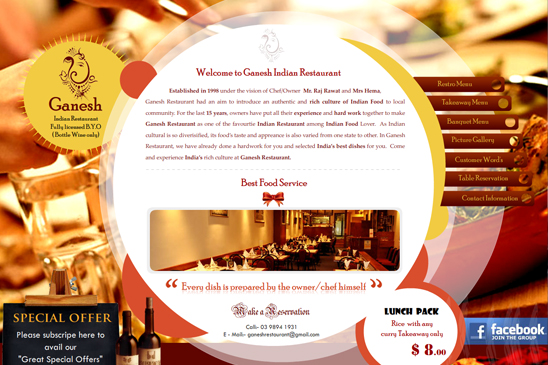 Ganesh
Indian Restaurant
Fully licensed B.Y.O
(Bottle Wine only)
Welcome to Ganesh Indian Restaurant
Established in 1998 under the vision of Chef/Owner Mr. Raj Rawat and Mrs Hema.
Ganesh Restaurant had an aim to introduce an authentic and rich culture of Indian Food to local
community. For the last 15 years, owners have put all their experience and hard work together to make
Ganesh Restaurant as one of the favourite Indian Restaurant among Indian Food Lover. As Indian
cultural is so diversified, its food's taste and appreance is also varied from one state to other. In Ganesh
Restaurant, we have already done a hardwork for you and selected India's best dishes for you. Come
and experience India's rich culture at Ganesh Restaurant.
Best Food Service
“ Every dish is prepared by the owner/chef himself ”
Make a Reservation
Call:- 03 9894 1931
E - Mail:- ganeshrestaurant@gmail.com
Restro Menu
Takeaway Menu
Banquet Menu
Picture Gallery
Customer Word's
Table Reservation
Contact Information
SPECIAL OFFER
Please subscripe here to
avail our
"Great Special Offers"
LUNCH PACK
Rice with any
curry Takeaway only
$ 8.00
facebook
JOIN THE GROUP